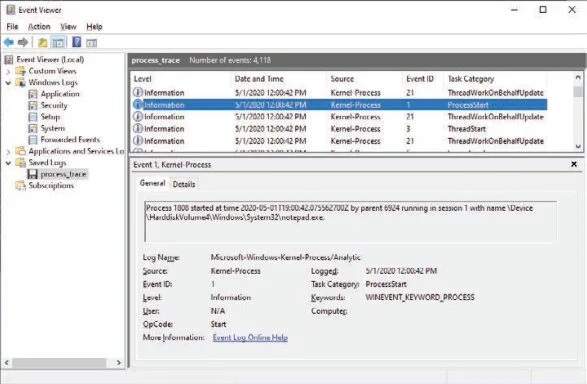 Event Viewer
File Action View Help
Event Viewer (Local)
Custom Views
Windows Logs
Application
Security
Setup
System
Forwarded Events
Applications and Services Lo
Saved Logs
process_trace
Subscriptions
process_trace Number of events: 4,118
Level Date and Time Source Event ID Task Category
Information 5/1/2020 12:00:42 PM Kernel-Process 21 ThreadWorkOnBehalfUpdate
Information 5/1/2020 12:00:42 PM Kernel-Process 1 ProcessStart
Information 5/1/2020 12:00:42 PM Kernel-Process 21 ThreadWorkOnBehalfUpdate
Information 5/1/2020 12:00:42 PM Kernel-Process 3 ThreadStart
Information 5/1/2020 12:00:42 PM Kernel-Process 21 ThreadWorkOnBehalfUpdate
Event 1, Kernel-Process
General Details
Process 1808 started at time 2020-05-01T19:00:42.075562700Z by parent 6924 running in session 1 with name \Device
\HarddiskVolume4\Windows\System32\notepad.exe.
Log Name: Microsoft-Windows-Kernel-Process/Analytic
Source: Kernel-Process Logged: 5/1/2020 12:00:42 PM
Event ID: 1 Task Category: ProcessStart
Level: Information Keywords: WINEVENT_KEYWORD_PROCESS
User: N/A Computer:
OpCode: Start
More Information: Event Log Online Help